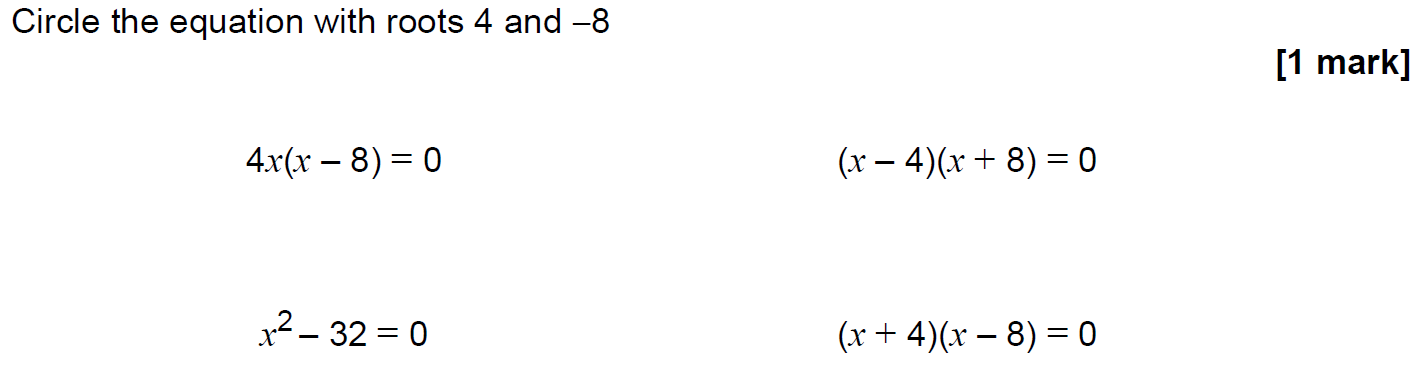 Circle the equation with roots 4 and –8
[1 mark]
4x(x – 8) = 0
(x – 4)(x + 8) = 0
x² – 32 = 0
(x + 4)(x – 8) = 0